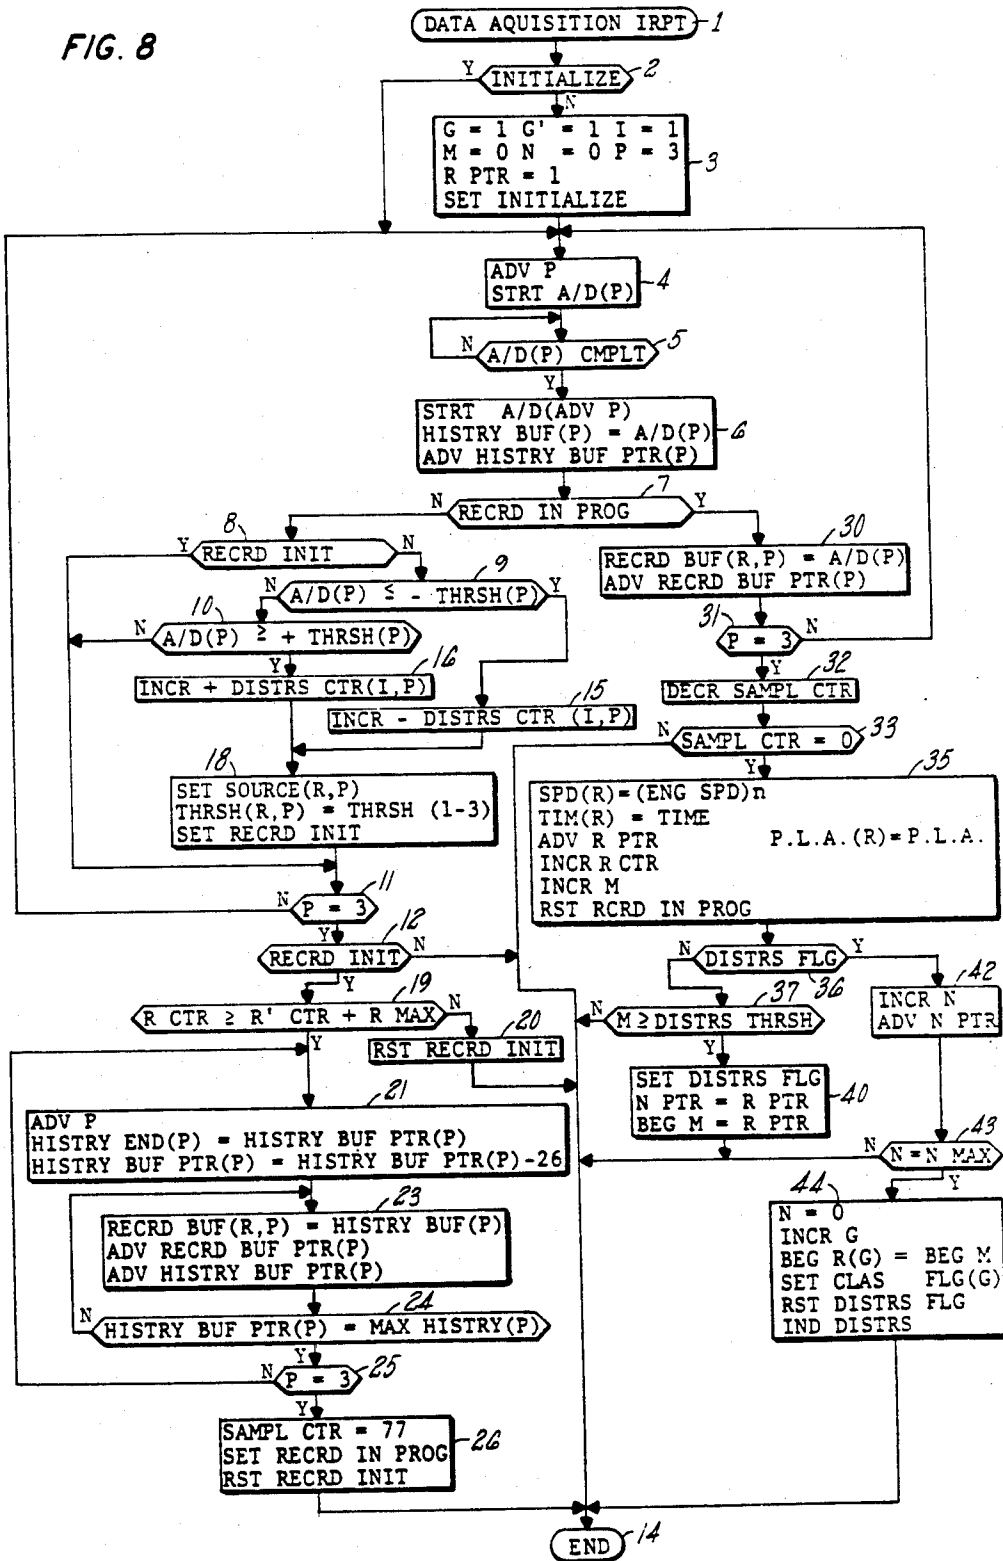 FIG. 8
DATA AQUISITION IRPT
1
Y
INITIALIZE
2
N
G = 1 G' = 1 I = 1
M = 0 N = 0 P = 3
R PTR = 1
SET INITIALIZE
3
ADV P
STRT A/D(P)
4
N
A/D(P) CMPLT
5
Y
STRT A/D(ADV P)
HISTRY BUF(P) = A/D(P)
ADV HISTRY BUF PTR(P)
6
N
RECRD IN PROG
7
Y
8
Y
RECRD INIT
N
9
N
A/D(P) ≤ - THRSH(P)
Y
10
N
A/D(P) ≥ + THRSH(P)
Y
16
INCR + DISTRS CTR(I,P)
15
INCR - DISTRS CTR (I,P)
18
SET SOURCE(R,P)
THRSH(R,P) = THRSH (1-3)
SET RECRD INIT
11
N
P = 3
Y
12
RECRD INIT
N
Y
19
R CTR ≥ R' CTR + R MAX
N
Y
20
RST RECRD INIT
21
ADV P
HISTRY END(P) = HISTRY BUF PTR(P)
HISTRY BUF PTR(P) = HISTRY BUF PTR(P)-26
23
RECRD BUF(R,P) = HISTRY BUF(P)
ADV RECRD BUF PTR(P)
ADV HISTRY BUF PTR(P)
24
N
HISTRY BUF PTR(P) = MAX HISTRY(P)
Y
N
P = 3
25
Y
SAMPL CTR = 77
SET RECRD IN PROG
RST RECRD INIT
26
30
RECRD BUF(R,P) = A/D(P)
ADV RECRD BUF PTR(P)
31
P = 3
N
Y
32
DECR SAMPL CTR
N
SAMPL CTR = 0
33
Y
35
SPD(R)=(ENG SPD)n
TIM(R) = TIME
ADV R PTR P.L.A.(R)=P.L.A.
INCR R CTR
INCR M
RST RCRD IN PROG
N
DISTRS FLG
Y
36
37
N
M ≥ DISTRS THRSH
Y
SET DISTRS FLG
N PTR = R PTR
BEG M = R PTR
40
42
INCR N
ADV N PTR
43
N
N = N MAX
Y
44
N = 0
INCR G
BEG R(G) = BEG M
SET CLAS FLG(G)
RST DISTRS FLG
IND DISTRS
END
14